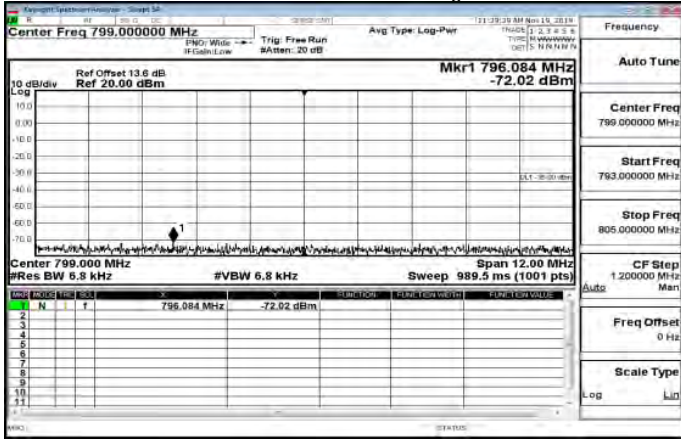 Keysight Spectrum Analyzer - Swept SA
11:39:39 AM Nov 19, 2019
Center Freq 799.000000 MHz
Avg Type: Log-Pwr
TRACE 1 2 3 4 5 6
PNO: Wide
Trig: Free Run
TYPE M WWWWW
IFGain:Low
#Atten: 20 dB
DET S N N N N N
Frequency
Auto Tune
Ref Offset 13.6 dB
Mkr1 796.084 MHz
10 dB/div Ref 20.00 dBm
-72.02 dBm
Log
10.0
0.00
-10.0
-20.0
-30.0
-40.0
-50.0
-60.0
-70.0
DL1 -35.00 dBm
1
Center Freq
799.000000 MHz
Start Freq
793.000000 MHz
Stop Freq
805.000000 MHz
Center 799.000 MHz
Span 12.00 MHz
#Res BW 6.8 kHz
#VBW 6.8 kHz
Sweep 989.5 ms (1001 pts)
CF Step
1.200000 MHz
Auto Man
MKR MODE TRC SCL X Y FUNCTION FUNCTION WIDTH FUNCTION VALUE
1 N 1 f 796.084 MHz -72.02 dBm
2
3
4
5
6
7
8
9
10
11
Freq Offset
0 Hz
Scale Type
Log Lin
MSG
STATUS